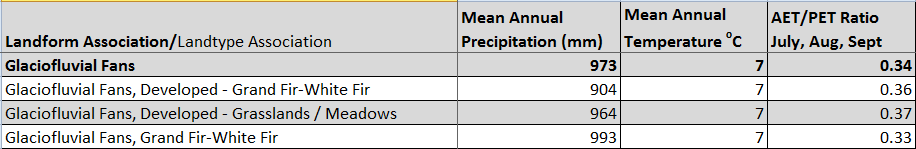 Landform Association/Landtype Association Mean Annual Precipitation (mm) Mean Annual Temperature °C AET/PET Ratio July, Aug, Sept
Glaciofluvial Fans 973 7 0.34
Glaciofluvial Fans, Developed - Grand Fir-White Fir 904 7 0.36
Glaciofluvial Fans, Developed - Grasslands / Meadows 964 7 0.37
Glaciofluvial Fans, Grand Fir-White Fir 993 7 0.33